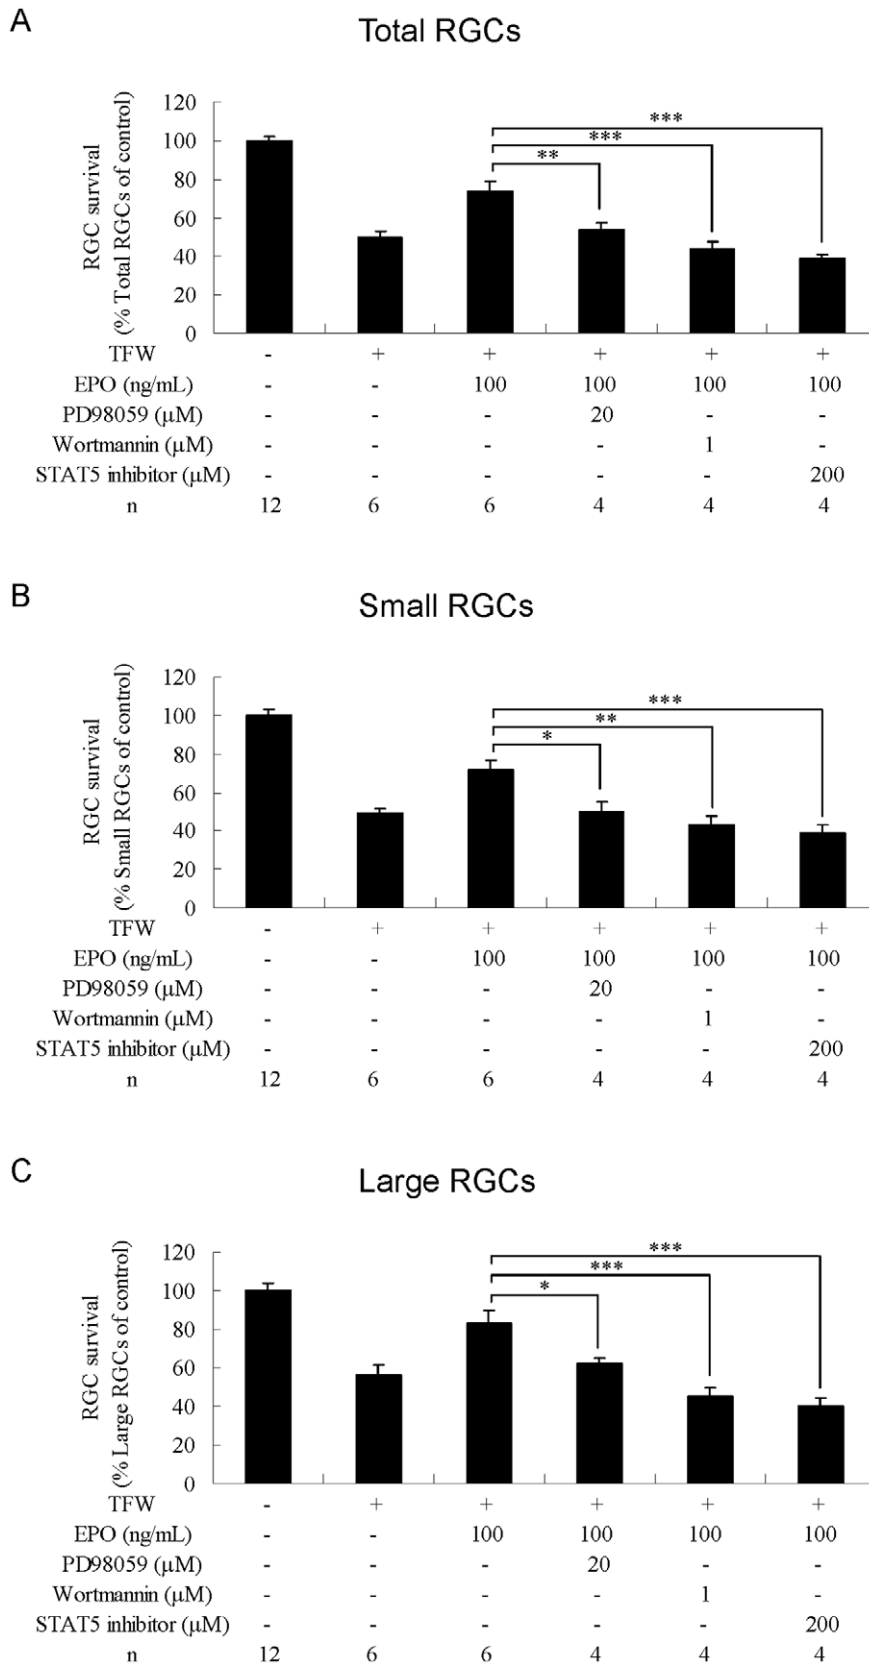 A
Total RGCs
RGC survival
(% Total RGCs of control)
120
100
80
60
40
20
0
***
***
**
TFW - + + + + +
EPO (ng/mL) - - 100 100 100 100
PD98059 (μM) - - - 20 - -
Wortmannin (μM) - - - - 1 -
STAT5 inhibitor (μM) - - - - - 200
n 12 6 6 4 4 4
B
Small RGCs
RGC survival
(% Small RGCs of control)
120
100
80
60
40
20
0
***
**
*
TFW - + + + + +
EPO (ng/mL) - - 100 100 100 100
PD98059 (μM) - - - 20 - -
Wortmannin (μM) - - - - 1 -
STAT5 inhibitor (μM) - - - - - 200
n 12 6 6 4 4 4
C
Large RGCs
RGC survival
(% Large RGCs of control)
120
100
80
60
40
20
0
***
***
*
TFW - + + + + +
EPO (ng/mL) - - 100 100 100 100
PD98059 (μM) - - - 20 - -
Wortmannin (μM) - - - - 1 -
STAT5 inhibitor (μM) - - - - - 200
n 12 6 6 4 4 4